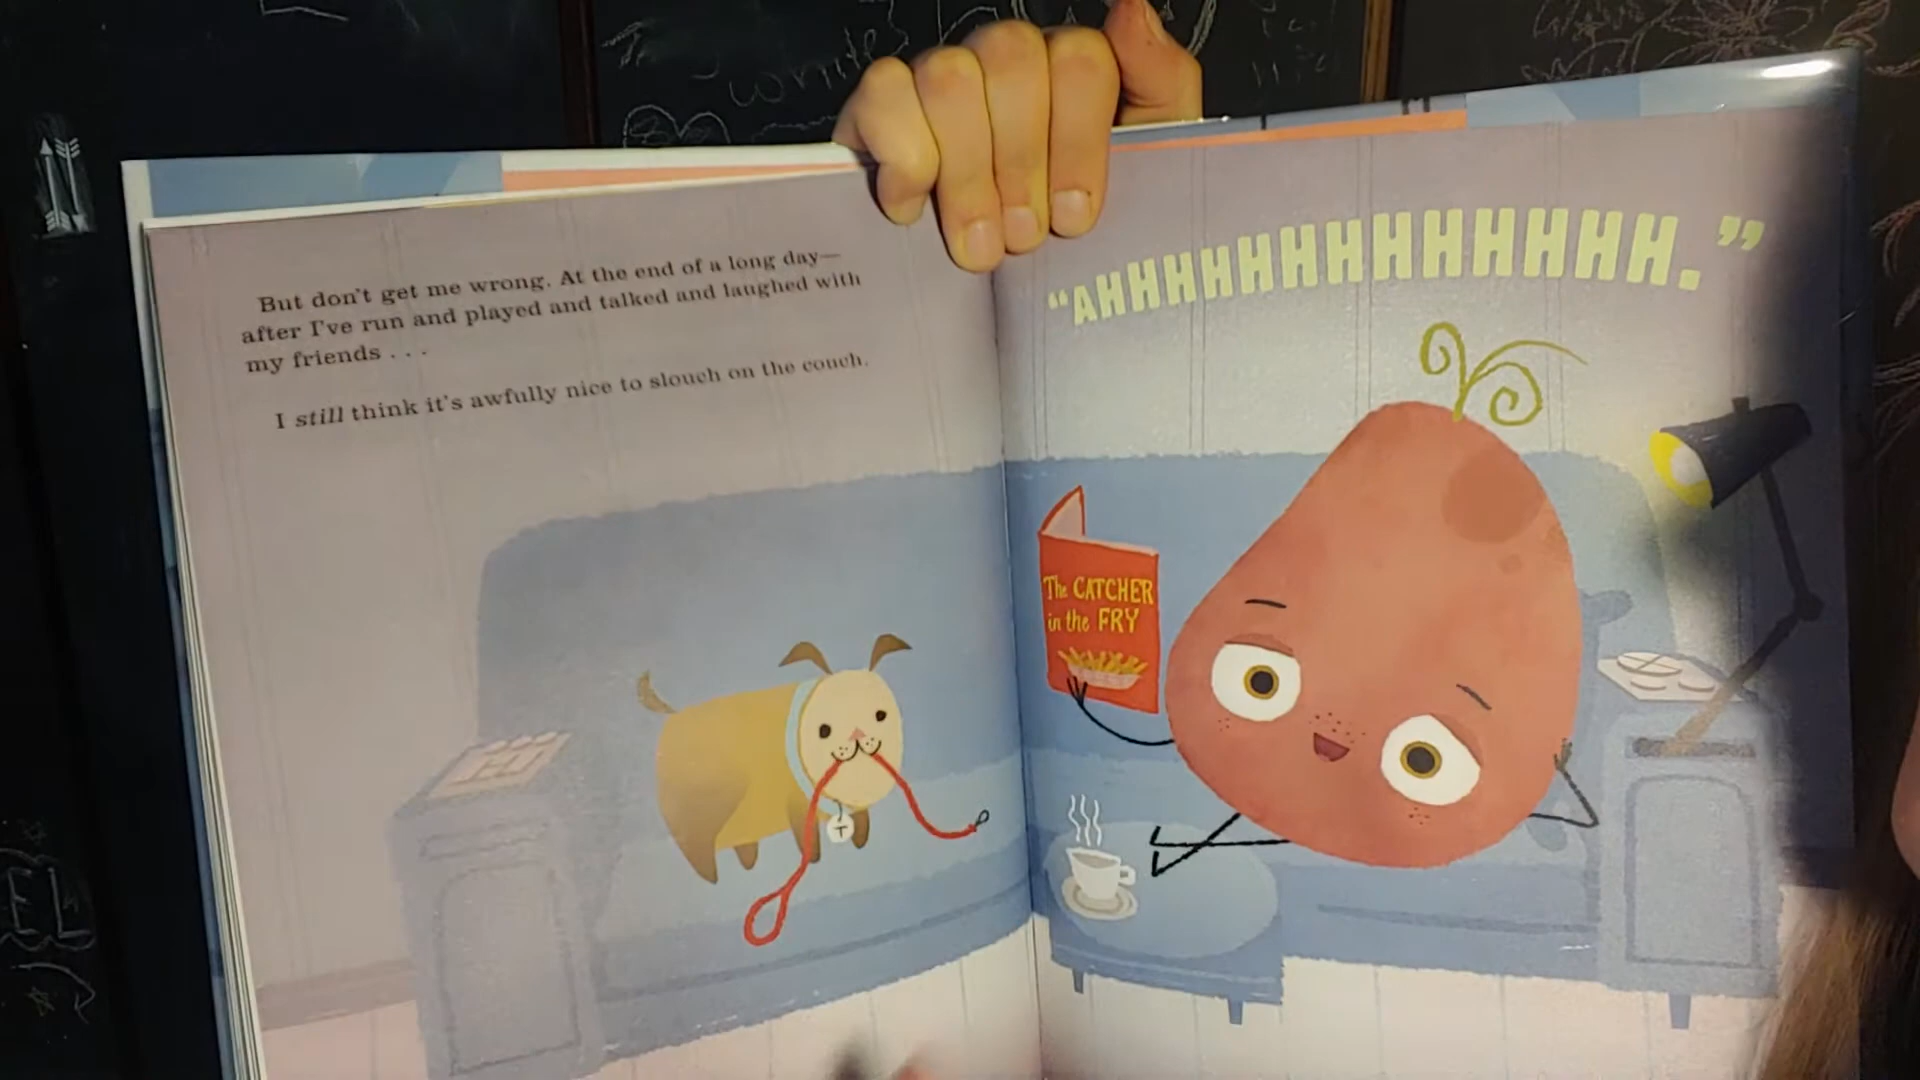 write
But don't get me wrong. At the end of a long day—
after I've run and played and talked and laughed with
my friends . . .
I still think it's awfully nice to slouch on the couch.
“AHHHHHHHHHHHHH.”
The CATCHER
in the FRY
T